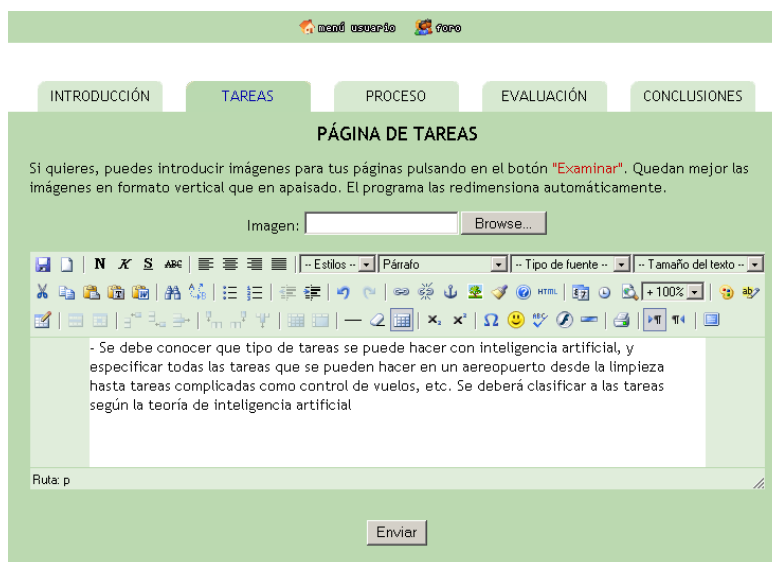 menú usuario foro
INTRODUCCIÓN TAREAS PROCESO EVALUACIÓN CONCLUSIONES
PÁGINA DE TAREAS
Si quieres, puedes introducir imágenes para tus páginas pulsando en el botón "Examinar". Quedan mejor las
imágenes en formato vertical que en apaisado. El programa las redimensiona automáticamente.
Imagen: Browse...
N K S ABC -- Estilos -- Párrafo -- Tipo de fuente -- -- Tamaño del texto --
HTML + 100%
- Se debe conocer que tipo de tareas se puede hacer con inteligencia artificial, y
especificar todas las tareas que se pueden hacer en un aereopuerto desde la limpieza
hasta tareas complicadas como control de vuelos, etc. Se deberá clasificar a las tareas
según la teoría de inteligencia artificial
Ruta: p
Enviar